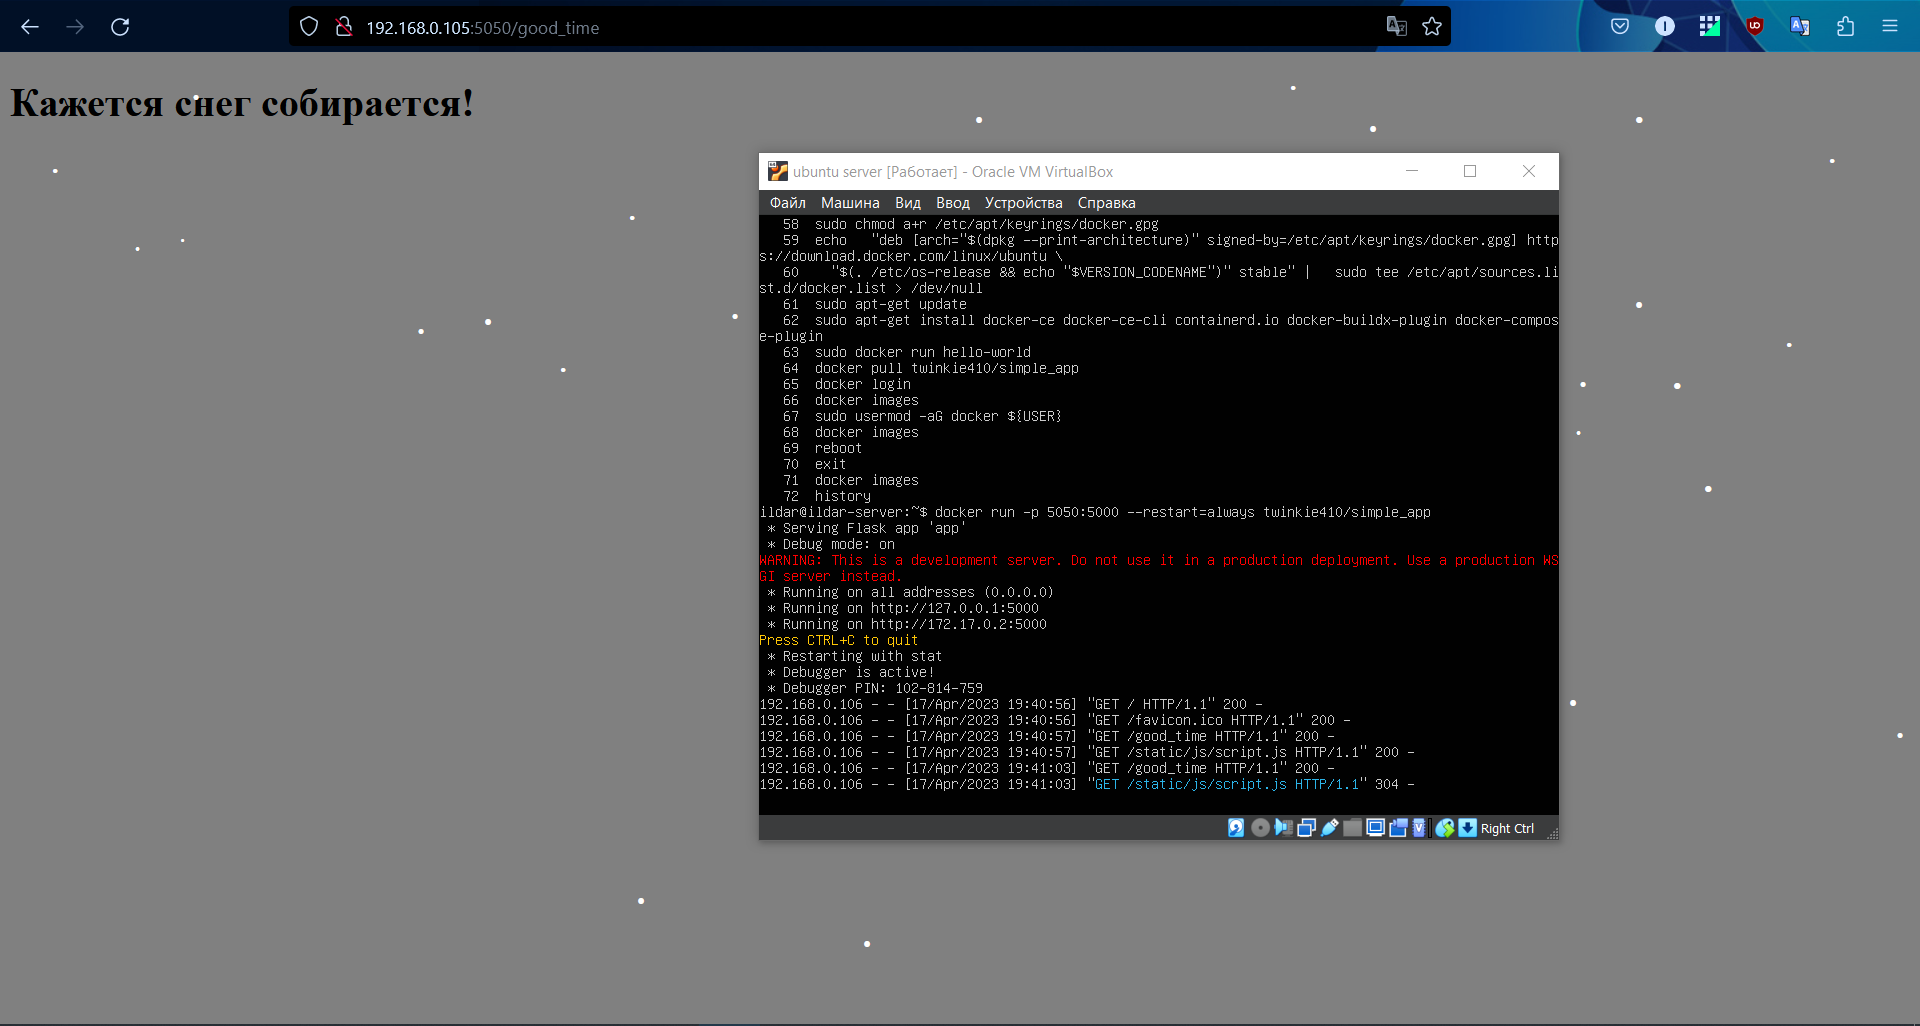 192.168.0.105:5050/good_time
Кажется снег собирается!
ubuntu server [Работает] - Oracle VM VirtualBox
Файл Машина Вид Ввод Устройства Справка
58 sudo chmod a+r /etc/apt/keyrings/docker.gpg
59 echo "deb [arch="$(dpkg --print-architecture)" signed-by=/etc/apt/keyrings/docker.gpg] http
s://download.docker.com/linux/ubuntu \
60 "$(. /etc/os-release && echo "$VERSION_CODENAME")" stable" | sudo tee /etc/apt/sources.li
st.d/docker.list > /dev/null
61 sudo apt-get update
62 sudo apt-get install docker-ce docker-ce-cli containerd.io docker-buildx-plugin docker-compos
e-plugin
63 sudo docker run hello-world
64 docker pull twinkie410/simple_app
65 docker login
66 docker images
67 sudo usermod -aG docker ${USER}
68 docker images
69 reboot
70 exit
71 docker images
72 history
ildar@ildar-server:~$ docker run -p 5050:5000 --restart=always twinkie410/simple_app
* Serving Flask app 'app'
* Debug mode: on
WARNING: This is a development server. Do not use it in a production deployment. Use a production WS
GI server instead.
* Running on all addresses (0.0.0.0)
* Running on http://127.0.0.1:5000
* Running on http://172.17.0.2:5000
Press CTRL+C to quit
* Restarting with stat
* Debugger is active!
* Debugger PIN: 102-814-759
192.168.0.106 - - [17/Apr/2023 19:40:56] "GET / HTTP/1.1" 200 -
192.168.0.106 - - [17/Apr/2023 19:40:56] "GET /favicon.ico HTTP/1.1" 200 -
192.168.0.106 - - [17/Apr/2023 19:40:57] "GET /good_time HTTP/1.1" 200 -
192.168.0.106 - - [17/Apr/2023 19:40:57] "GET /static/js/script.js HTTP/1.1" 200 -
192.168.0.106 - - [17/Apr/2023 19:41:03] "GET /good_time HTTP/1.1" 200 -
192.168.0.106 - - [17/Apr/2023 19:41:03] "GET /static/js/script.js HTTP/1.1" 304 -
Right Ctrl